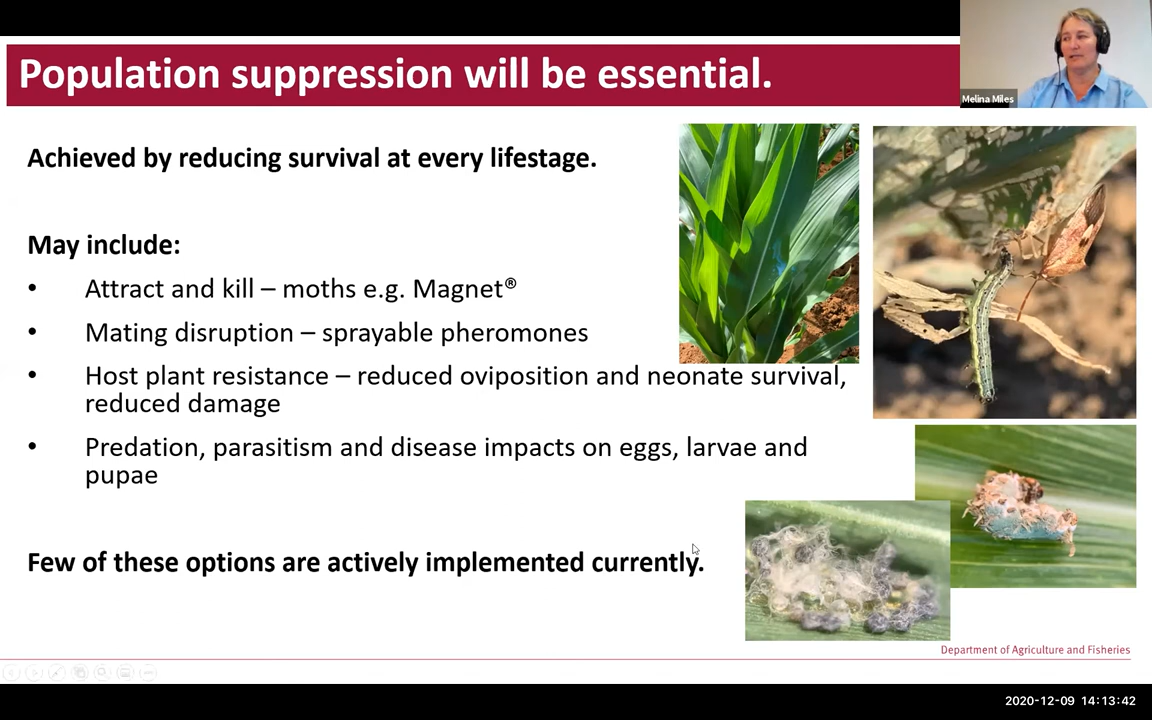 Population suppression will be essential.
Melina Miles
Achieved by reducing survival at every lifestage.
May include:
• Attract and kill – moths e.g. Magnet®
• Mating disruption – sprayable pheromones
• Host plant resistance – reduced oviposition and neonate survival,
reduced damage
• Predation, parasitism and disease impacts on eggs, larvae and
pupae
Few of these options are actively implemented currently.
Department of Agriculture and Fisheries
2020-12-09 14:13:42